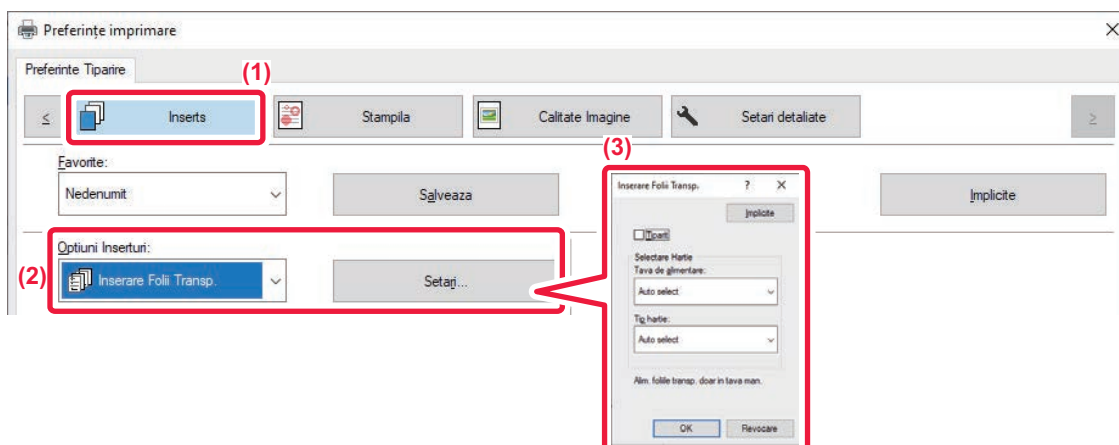 Preferințe imprimare
Preferinte Tiparire
(1)
< Inserts Stampila Calitate Imagine Setari detaliate >
(3)
Favorite:
Nedenumit Salveaza Implicite
Inserare Folii Transp. ? X
Implicite
Tipariti
Optiuni Inserturi:
(2) Inserare Folii Transp. Setari...
Selectare Hartie
Tava de alimentare:
Auto select
Tip hartie:
Auto select
Alim. foliile transp. doar in tava man.
OK Revocare